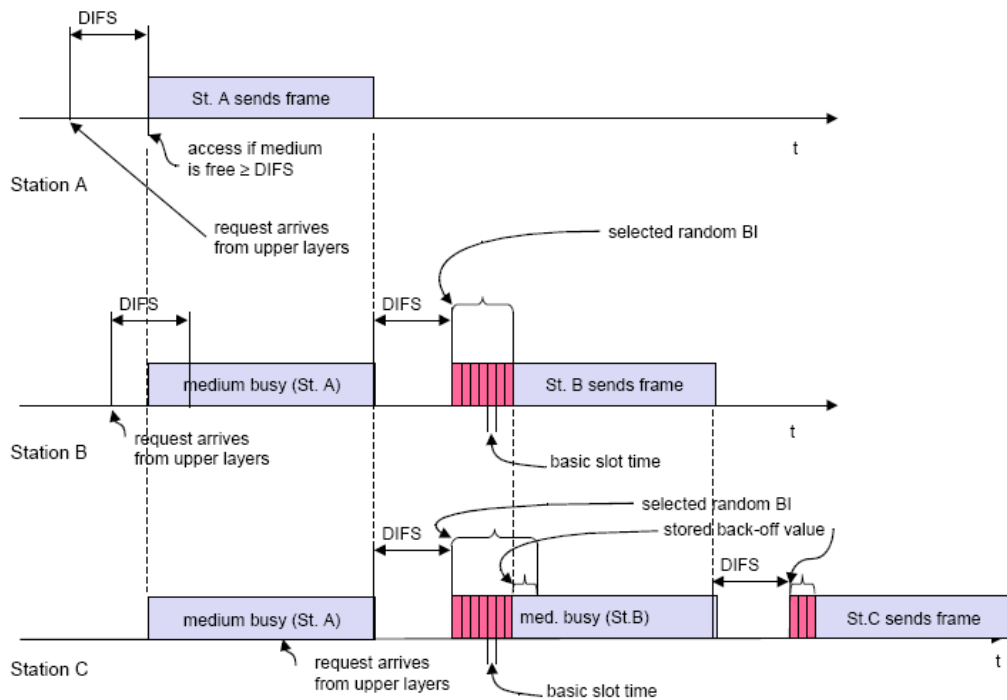 DIFS
St. A sends frame
t
access if medium
is free ≥ DIFS
Station A
request arrives
from upper layers
selected random BI
DIFS
DIFS
medium busy (St. A)
St. B sends frame
t
request arrives
from upper layers
Station B
basic slot time
selected random BI
stored back-off value
DIFS
DIFS
medium busy (St. A)
med. busy (St.B)
St.C sends frame
t
request arrives
from upper layers
Station C
basic slot time